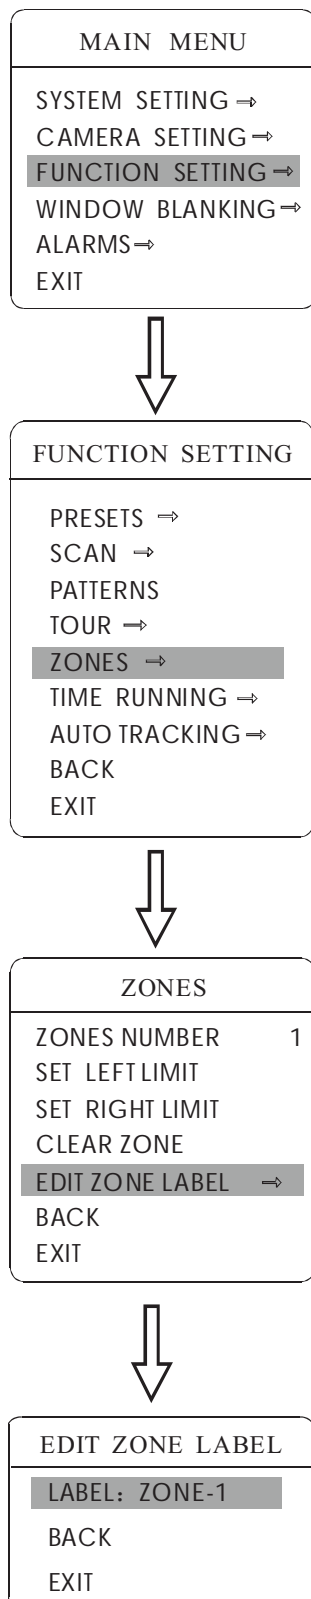 MAIN MENU
SYSTEM SETTING ⇒
CAMERA SETTING ⇒
FUNCTION SETTING ⇒
WINDOW BLANKING ⇒
ALARMS ⇒
EXIT
FUNCTION SETTING
PRESETS ⇒
SCAN ⇒
PATTERNS
TOUR ⇒
ZONES ⇒
TIME RUNNING ⇒
AUTO TRACKING ⇒
BACK
EXIT
ZONES
ZONES NUMBER 1
SET LEFT LIMIT
SET RIGHT LIMIT
CLEAR ZONE
EDIT ZONE LABEL ⇒
BACK
EXIT
EDIT ZONE LABEL
LABEL：ZONE-1
BACK
EXIT